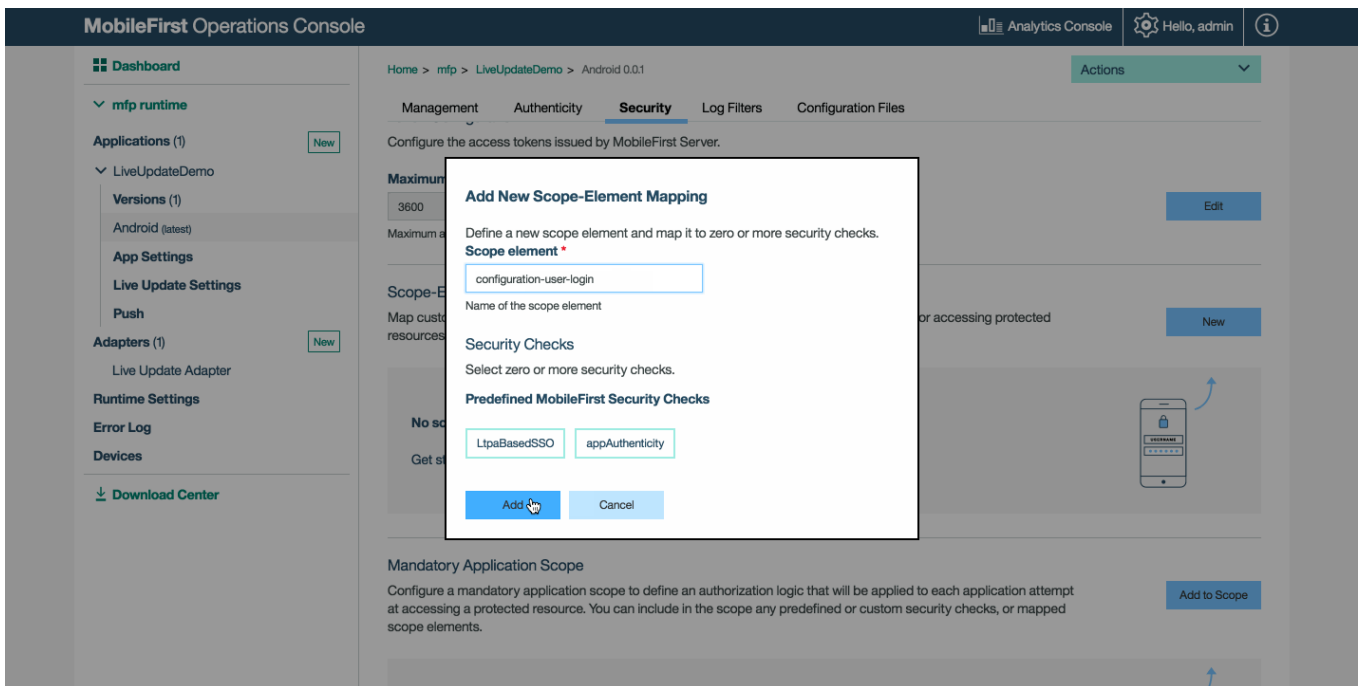 MobileFirst Operations Console
Analytics Console
Hello, admin
Dashboard
mfp runtime
Applications (1)
New
LiveUpdateDemo
Versions (1)
Android (latest)
App Settings
Live Update Settings
Push
Adapters (1)
New
Live Update Adapter
Runtime Settings
Error Log
Devices
Download Center
Home > mfp > LiveUpdateDemo > Android 0.0.1
Actions
Management Authenticity Security Log Filters Configuration Files
Configure the access tokens issued by MobileFirst Server.
Maximum
3600
Edit
Maximum a
Scope-E
Map custo
or accessing protected
resources
New
No sc
Get st
USERNAME
Add New Scope-Element Mapping
Define a new scope element and map it to zero or more security checks.
Scope element *
configuration-user-login
Name of the scope element
Security Checks
Select zero or more security checks.
Predefined MobileFirst Security Checks
LtpaBasedSSO appAuthenticity
Add Cancel
Mandatory Application Scope
Configure a mandatory application scope to define an authorization logic that will be applied to each application attempt
at accessing a protected resource. You can include in the scope any predefined or custom security checks, or mapped
scope elements.
Add to Scope